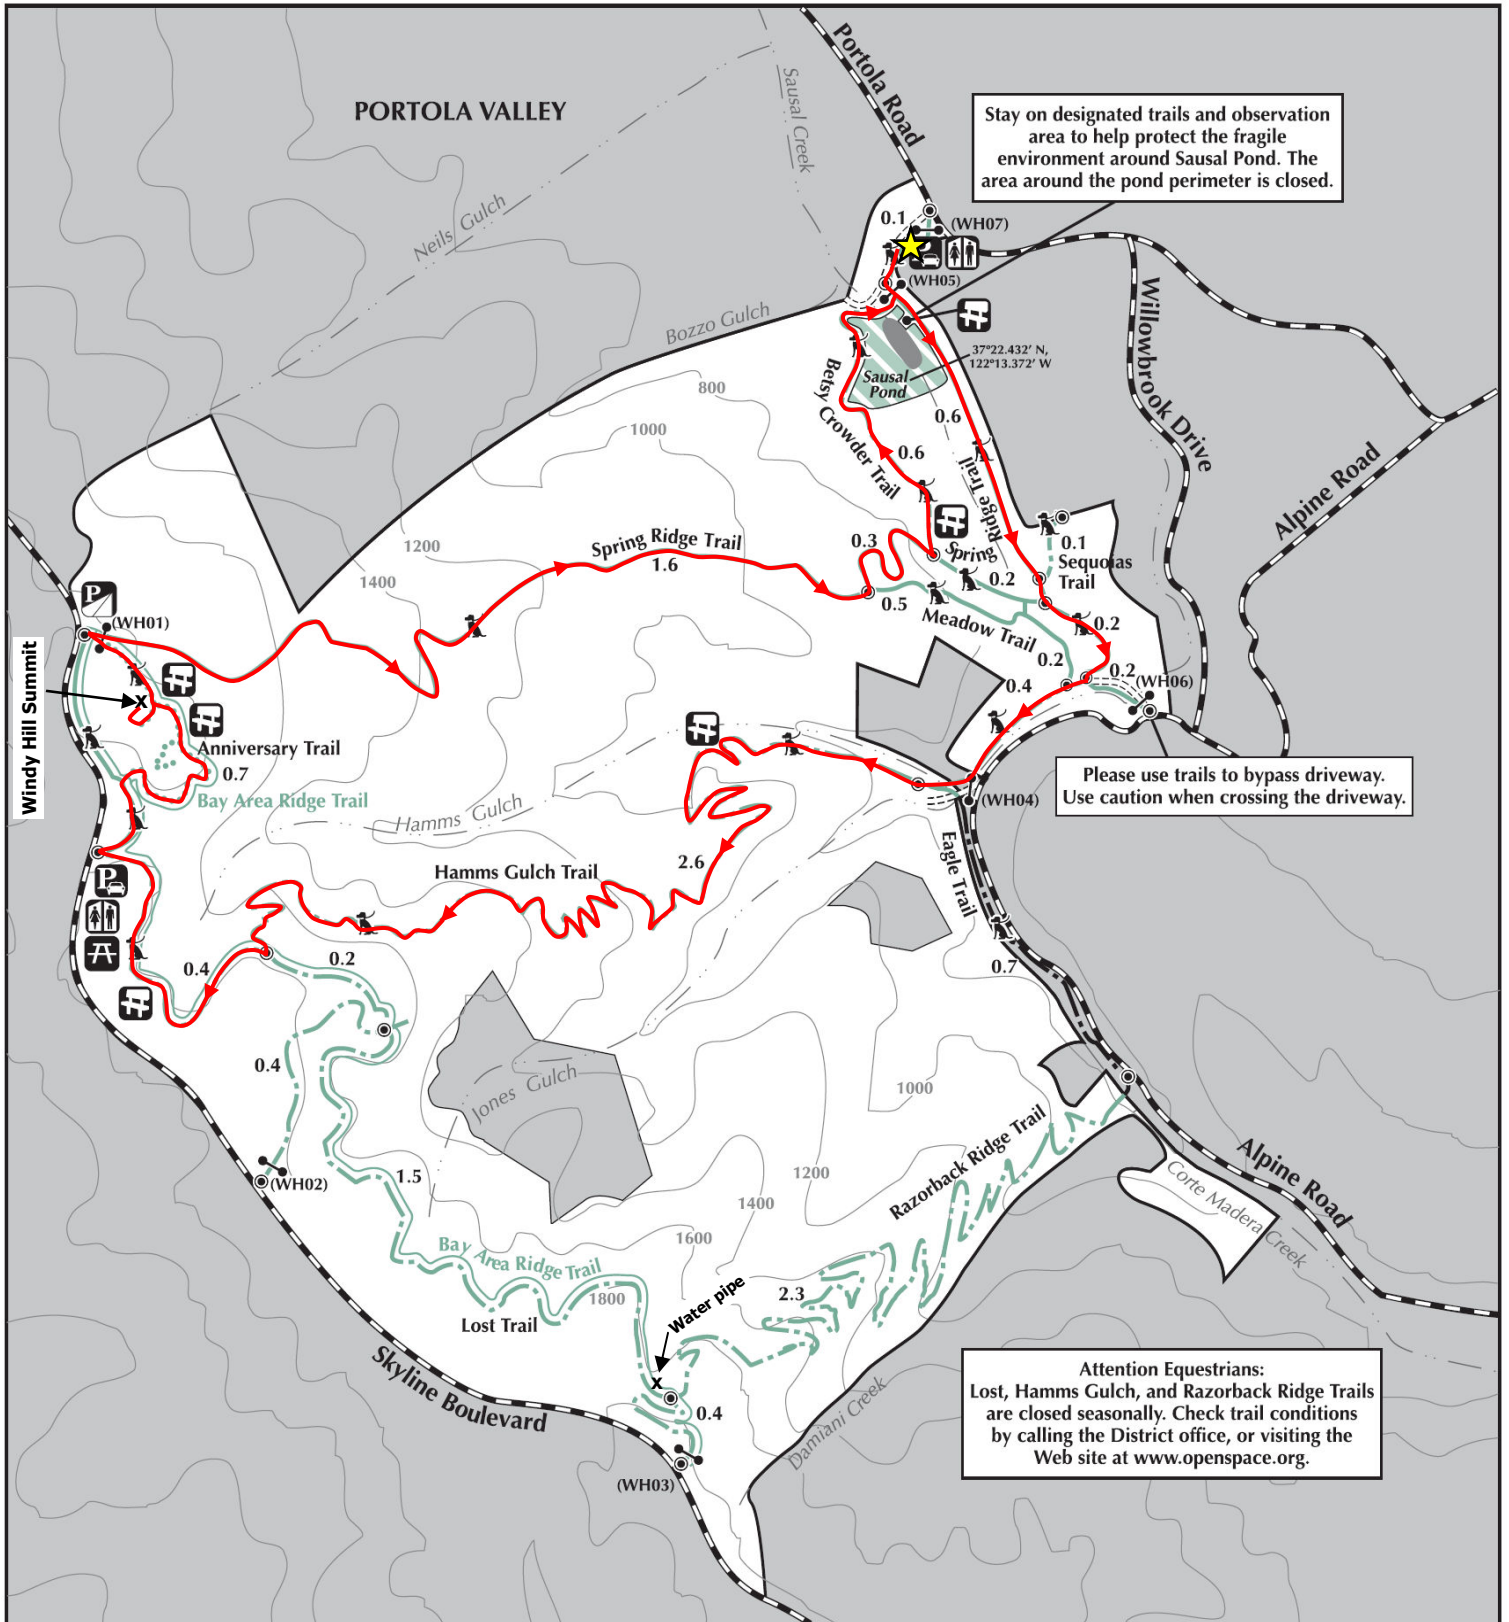 PORTOLA VALLEY
Portola Road
Sausal Creek
Neils Gulch
Stay on designated trails and observation
area to help protect the fragile
environment around Sausal Pond. The
area around the pond perimeter is closed.
0.1
(WH07)
(WH05)
Bozzo Gulch
37°22.432' N,
122°13.372' W
Sausal
Pond
Betsy Crowder Trail
0.6
0.6
Willowbrook Drive
Alpine Road
800
1000
1200
1400
Spring Ridge Trail
1.6
0.3
Spring
Ridge Trail
0.1
Sequoias
Trail
0.2
0.5
Meadow Trail
0.2
0.2
0.2
(WH06)
0.4
P
(WH01)
Windy Hill Summit
x
Anniversary Trail
0.7
Bay Area Ridge Trail
Hamms Gulch
Please use trails to bypass driveway.
Use caution when crossing the driveway.
(WH04)
Eagle Trail
0.7
P
Hamms Gulch Trail
2.6
0.4
0.2
0.4
Jones Gulch
1000
1200
1400
1600
1800
(WH02)
1.5
Bay Area Ridge Trail
Lost Trail
Razorback Ridge Trail
2.3
Water pipe
x
0.4
(WH03)
Skyline Boulevard
Damiani Creek
Corte Madera Creek
Alpine Road
Attention Equestrians:
Lost, Hamms Gulch, and Razorback Ridge Trails
are closed seasonally. Check trail conditions
by calling the District office, or visiting the
Web site at www.openspace.org.